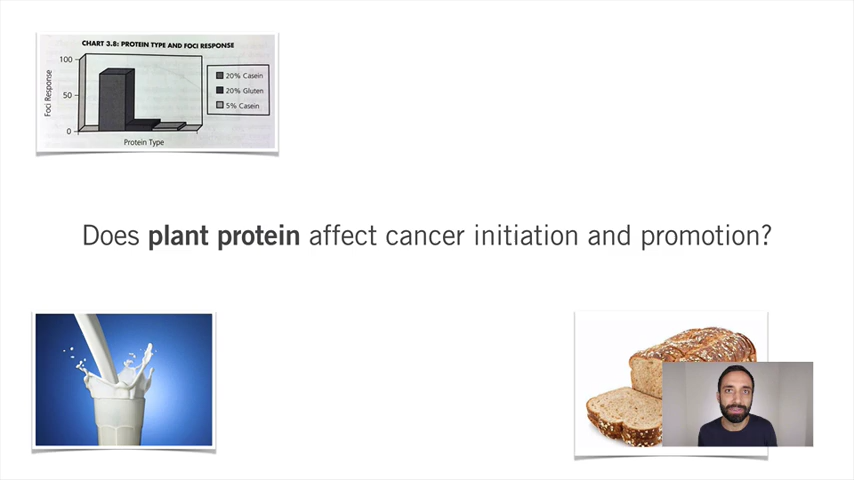 CHART 3.8: PROTEIN TYPE AND FOCI RESPONSE
100
50
0
Foci Response
20% Casein
20% Gluten
5% Casein
Protein Type
Does plant protein affect cancer initiation and promotion?